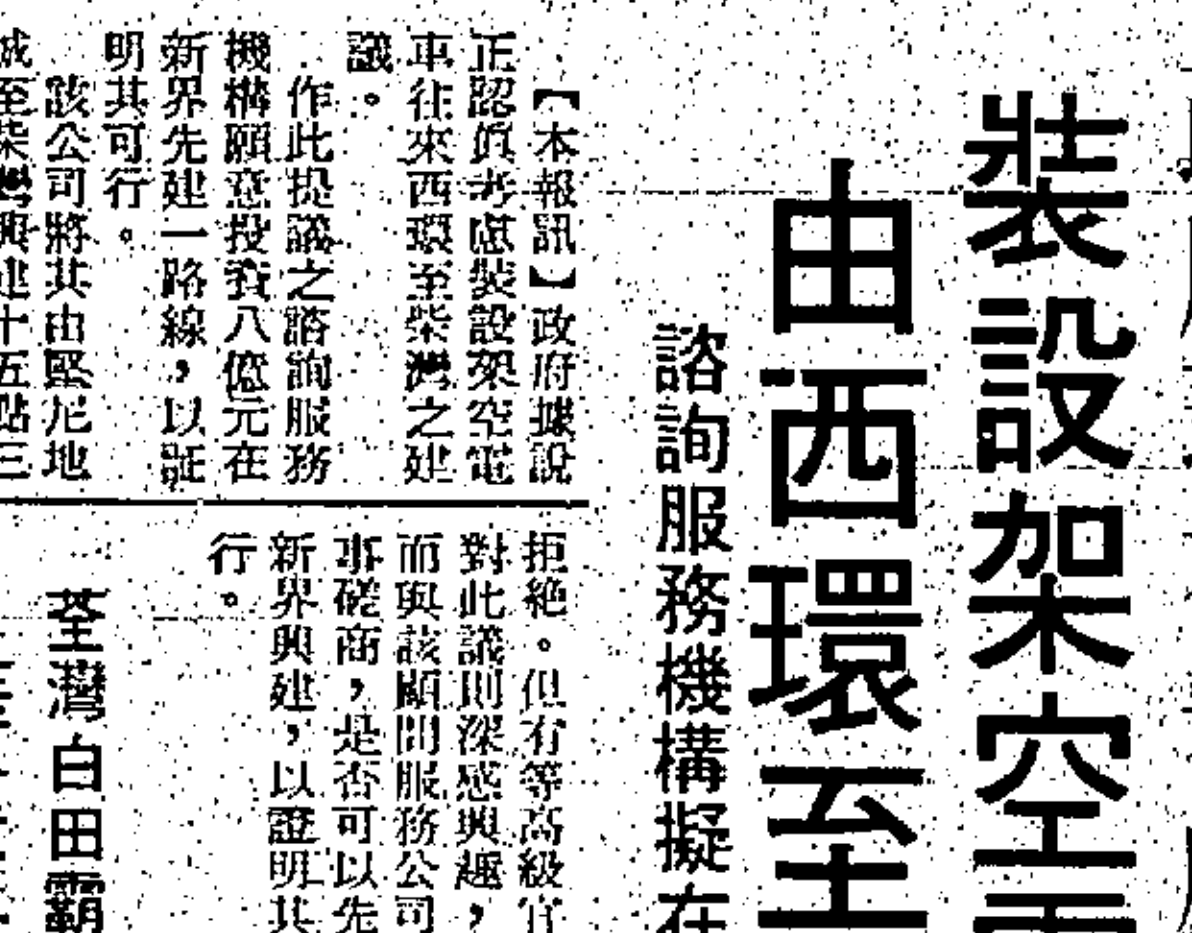 裝設架空
由西環至
諮詢服務機構擬在
【本報訊】政府據說
正認真考慮裝設架空電
車往來西環至柴灣之建
議。
作此提議之諮詢服務
機構願意投資八億元在
新界先建一路線，以証
明其可行。
該公司將其由堅尼地
城至柴灣興建十五點三
拒絶。但有等高級官
對此議則深感興趣，
而與該顧問服務公司
事磋商，是否可以先
新界興建，以證明其
行。
荃灣白田霸